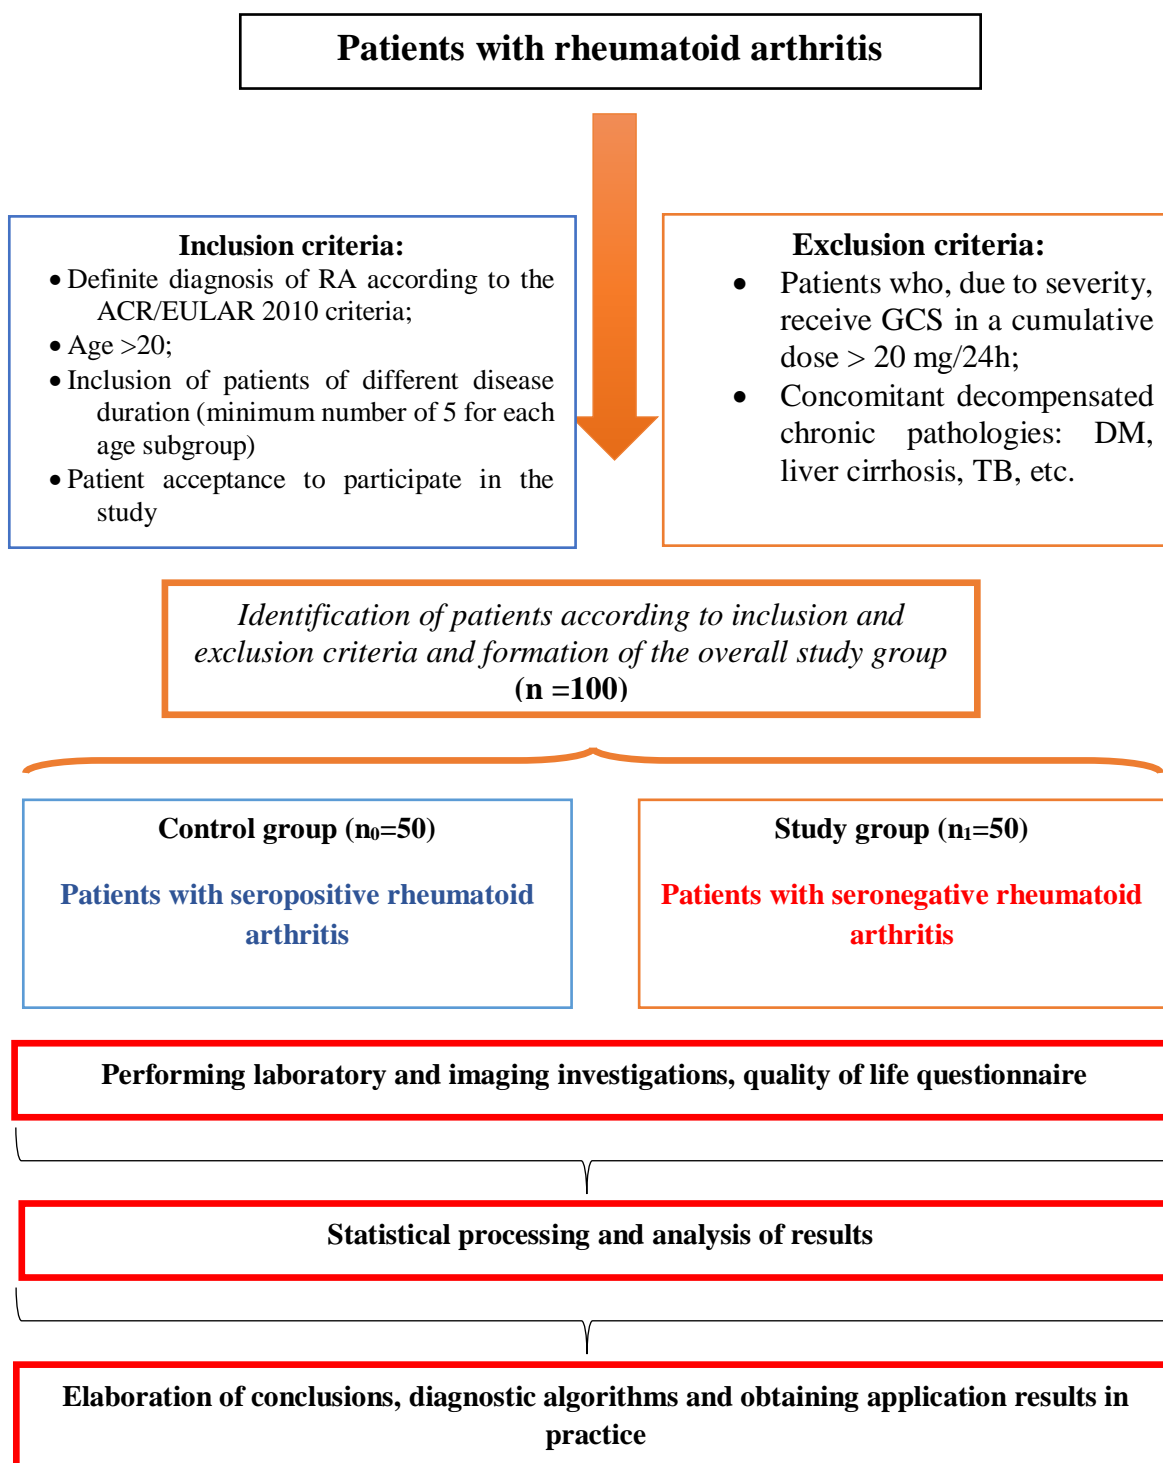 Patients with rheumatoid arthritis
Inclusion criteria:
• Definite diagnosis of RA according to the
ACR/EULAR 2010 criteria;
• Age >20;
• Inclusion of patients of different disease
duration (minimum number of 5 for each
age subgroup)
• Patient acceptance to participate in the
study
Exclusion criteria:
• Patients who, due to severity,
receive GCS in a cumulative
dose > 20 mg/24h;
• Concomitant decompensated
chronic pathologies: DM,
liver cirrhosis, TB, etc.
Identification of patients according to inclusion and
exclusion criteria and formation of the overall study group
(n =100)
Control group (n₀=50)
Patients with seropositive rheumatoid
arthritis
Study group (n₁=50)
Patients with seronegative rheumatoid
arthritis
Performing laboratory and imaging investigations, quality of life questionnaire
Statistical processing and analysis of results
Elaboration of conclusions, diagnostic algorithms and obtaining application results in
practice